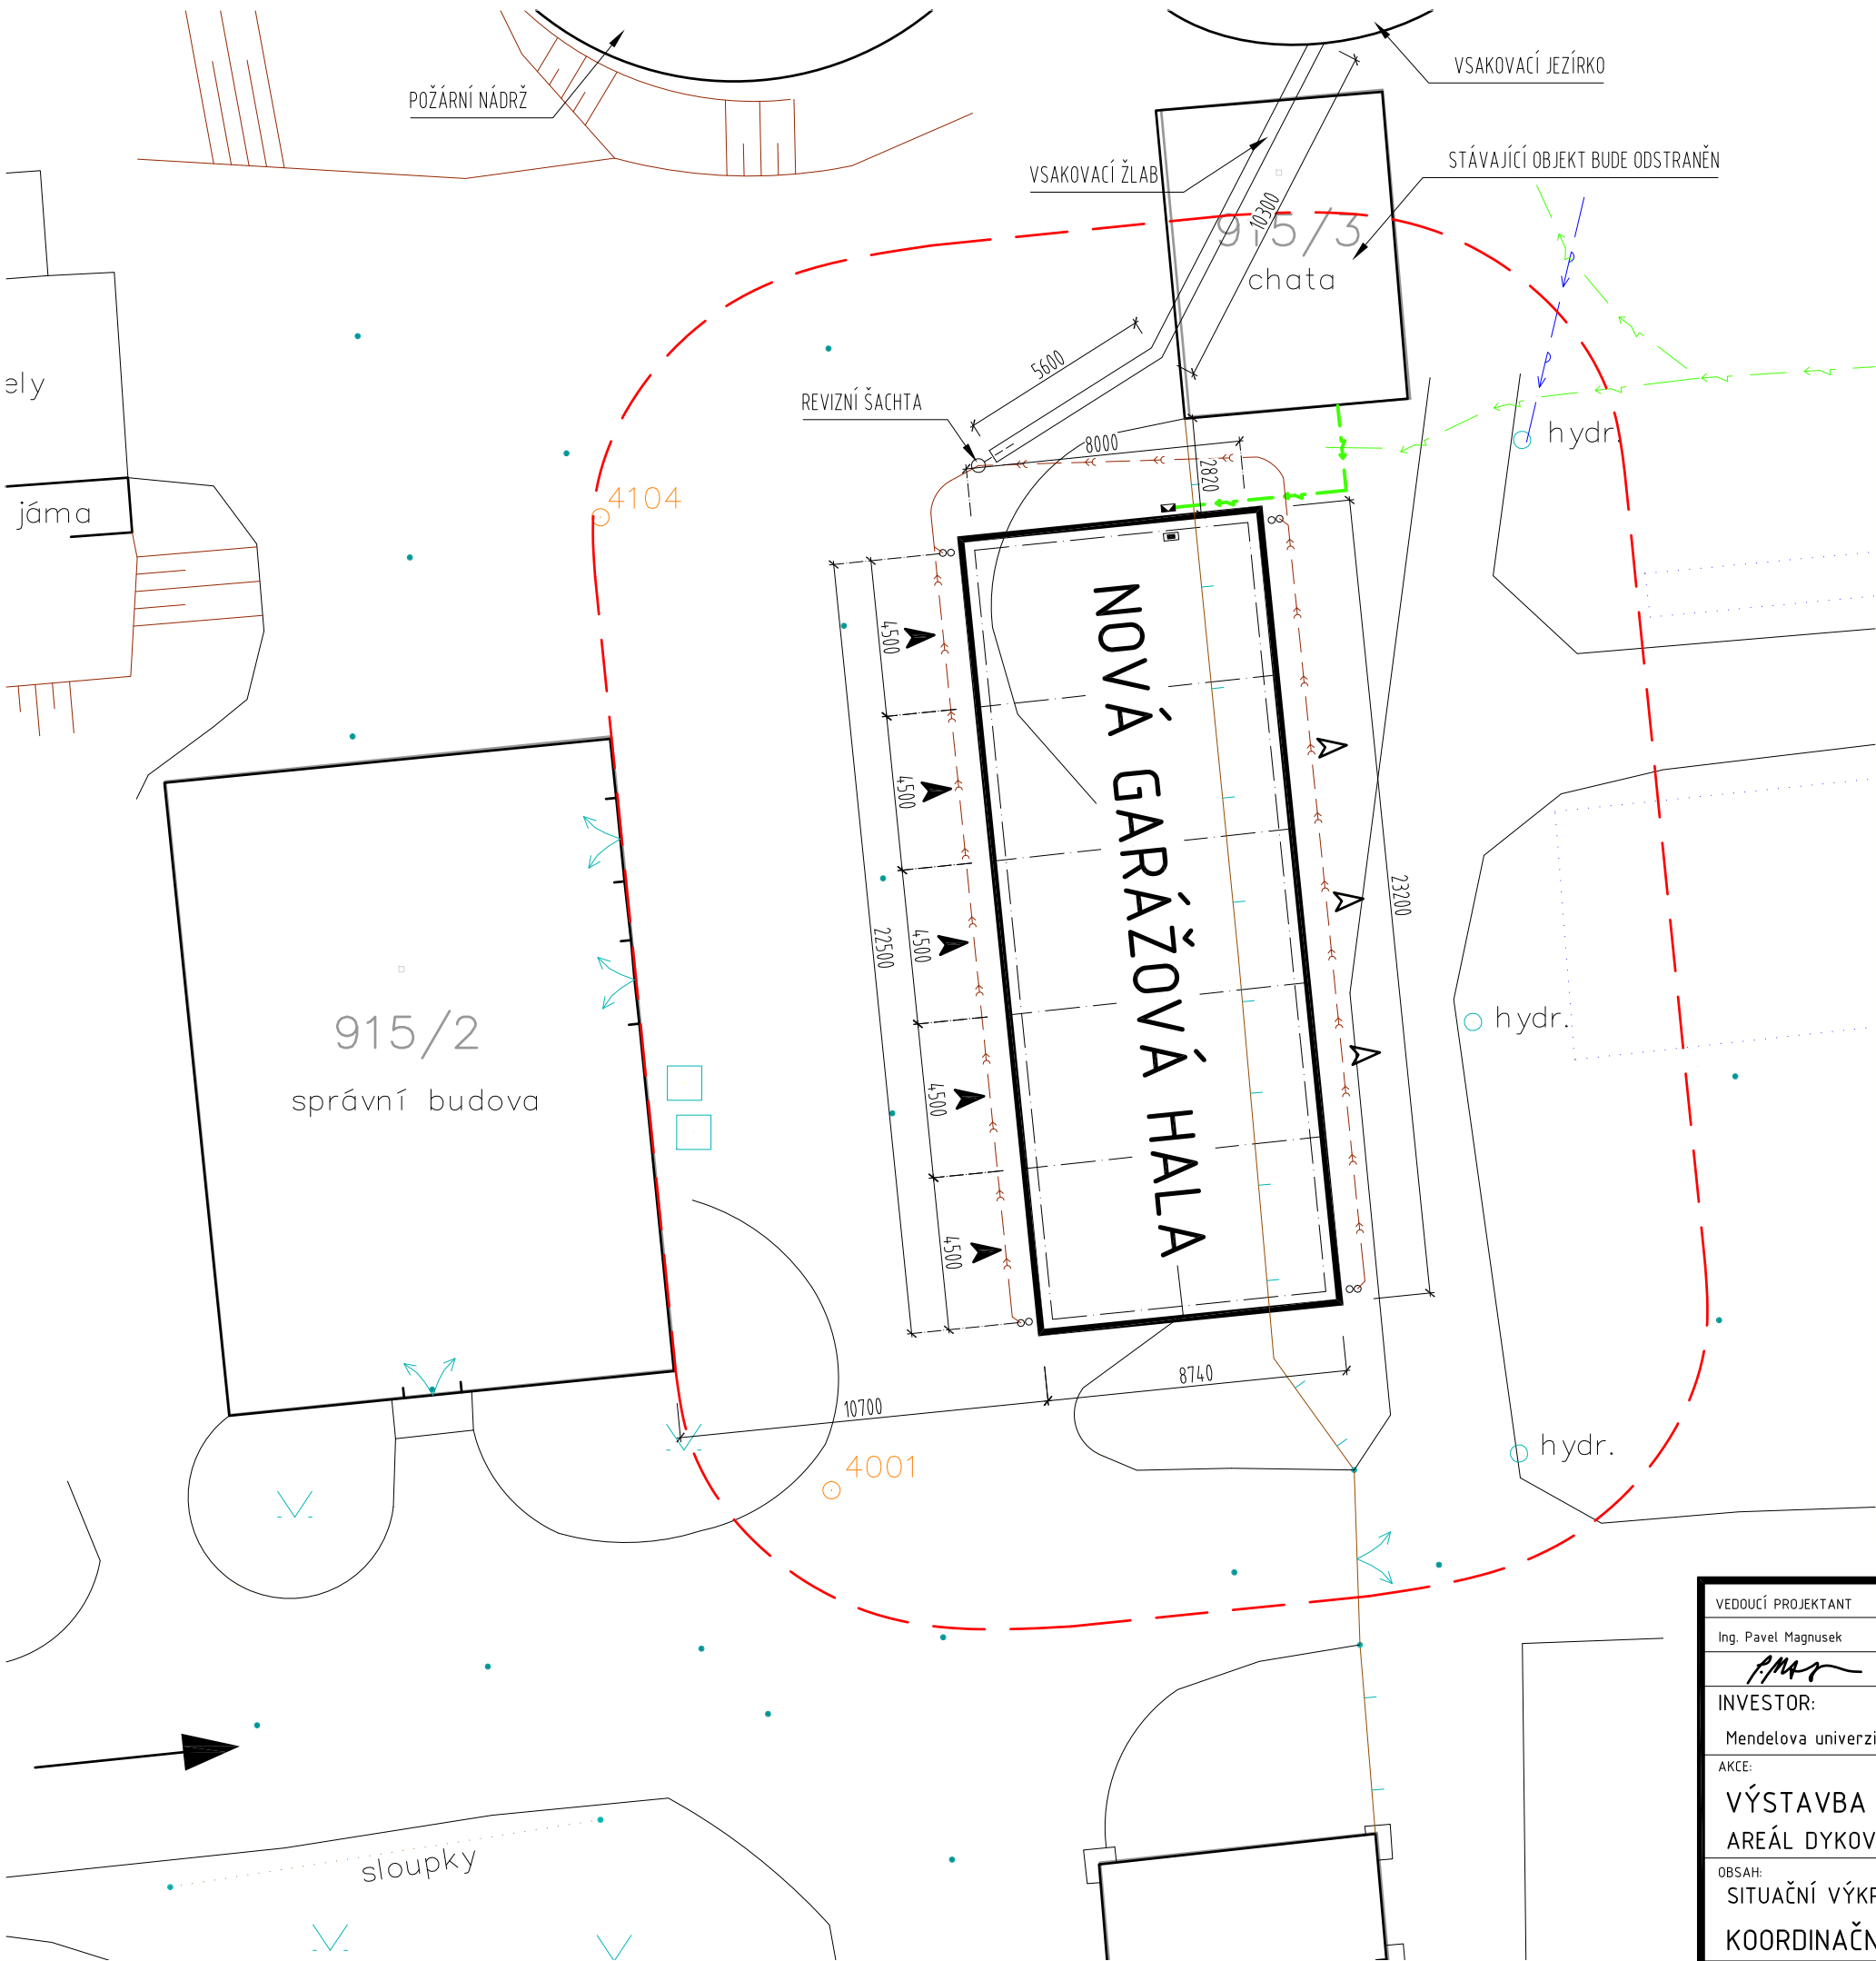 POŽÁRNÍ NÁDRŽ
VSAKOVACÍ JEZÍRKO
VSAKOVACÍ ŽLAB
STÁVAJÍCÍ OBJEKT BUDE ODSTRANĚN
10300
915/3
chata
5600
REVIZNÍ ŠACHTA
8000
2820
hydr.
ely
jáma
4104
4500
4500
4500
4500
4500
22500
23200
NOVÁ GARÁŽOVÁ HALA
915/2
správní budova
hydr.
hydr.
8740
10700
4001
sloupky
VEDOUCÍ PROJEKTANT
Ing. Pavel Magnusek
INVESTOR:
Mendelova univerzi
AKCE:
VÝSTAVBA
AREÁL DYKOV
OBSAH:
SITUAČNÍ VÝKR
KOORDINAČN